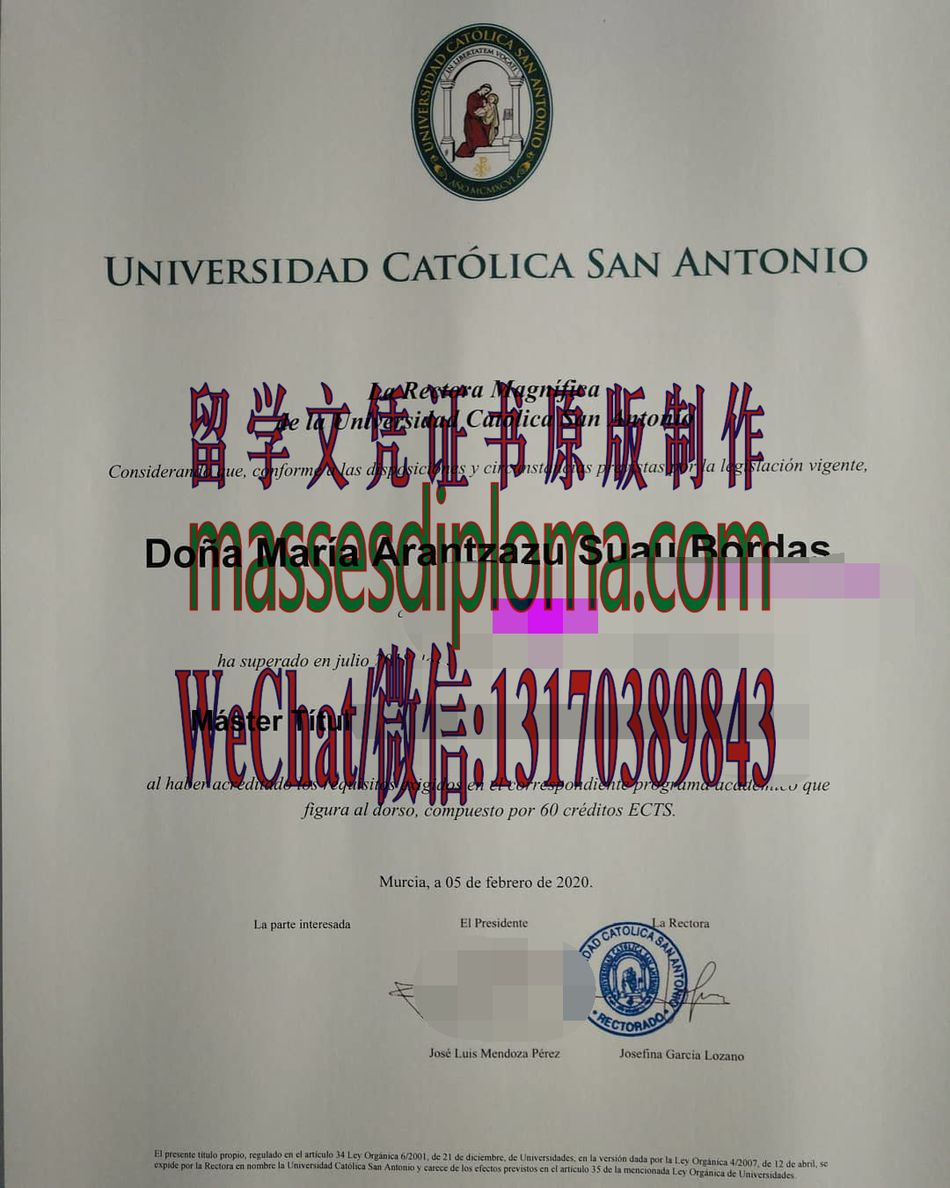 UNIVERSIDAD CATÓLICA SAN ANTONIO
IN LIBERTATEM VOCATI
AÑO MCMXCVI
UNIVERSIDAD CATÓLICA SAN ANTONIO
La Rectora Magnífica
de la Universidad Católica San Antonio
留学文凭证书原版制作
Considerando que, conforme a las disposiciones y circunstancias previstas por la legislación vigente,
massesdiploma.com
Doña María Arantzazu Suau Bordas
ha superado en julio
WeChat/微信:13170389843
Máster Títul
al haber acreditado los requisitos exigidos en el correspondiente programa académico que
figura al dorso, compuesto por 60 créditos ECTS.
Murcia, a 05 de febrero de 2020.
La parte interesada El Presidente La Rectora
DAD CATOLICA SAN ANTONIO
RECTORADO
José Luis Mendoza Pérez Josefina García Lozano
El presente título propio, regulado en el artículo 34 Ley Orgánica 6/2001, de 21 de diciembre, de Universidades, en la versión dada por la Ley Orgánica 4/2007, de 12 de abril, se
expide por la Rectora en nombre la Universidad Católica San Antonio y carece de los efectos previstos en el artículo 35 de la mencionada Ley Orgánica de Universidades.